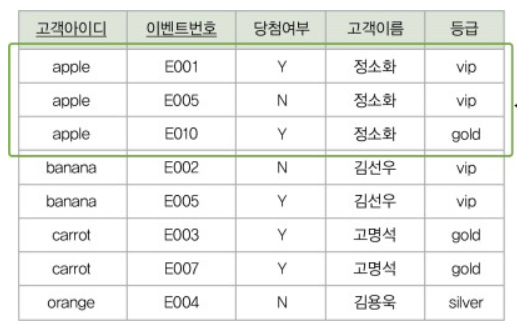 고객아이디 이벤트번호 당첨여부 고객이름 등급
apple E001 Y 정소화 vip
apple E005 N 정소화 vip
apple E010 Y 정소화 gold
banana E002 N 김선우 vip
banana E005 Y 김선우 vip
carrot E003 Y 고명석 gold
carrot E007 Y 고명석 gold
orange E004 N 김용욱 silver